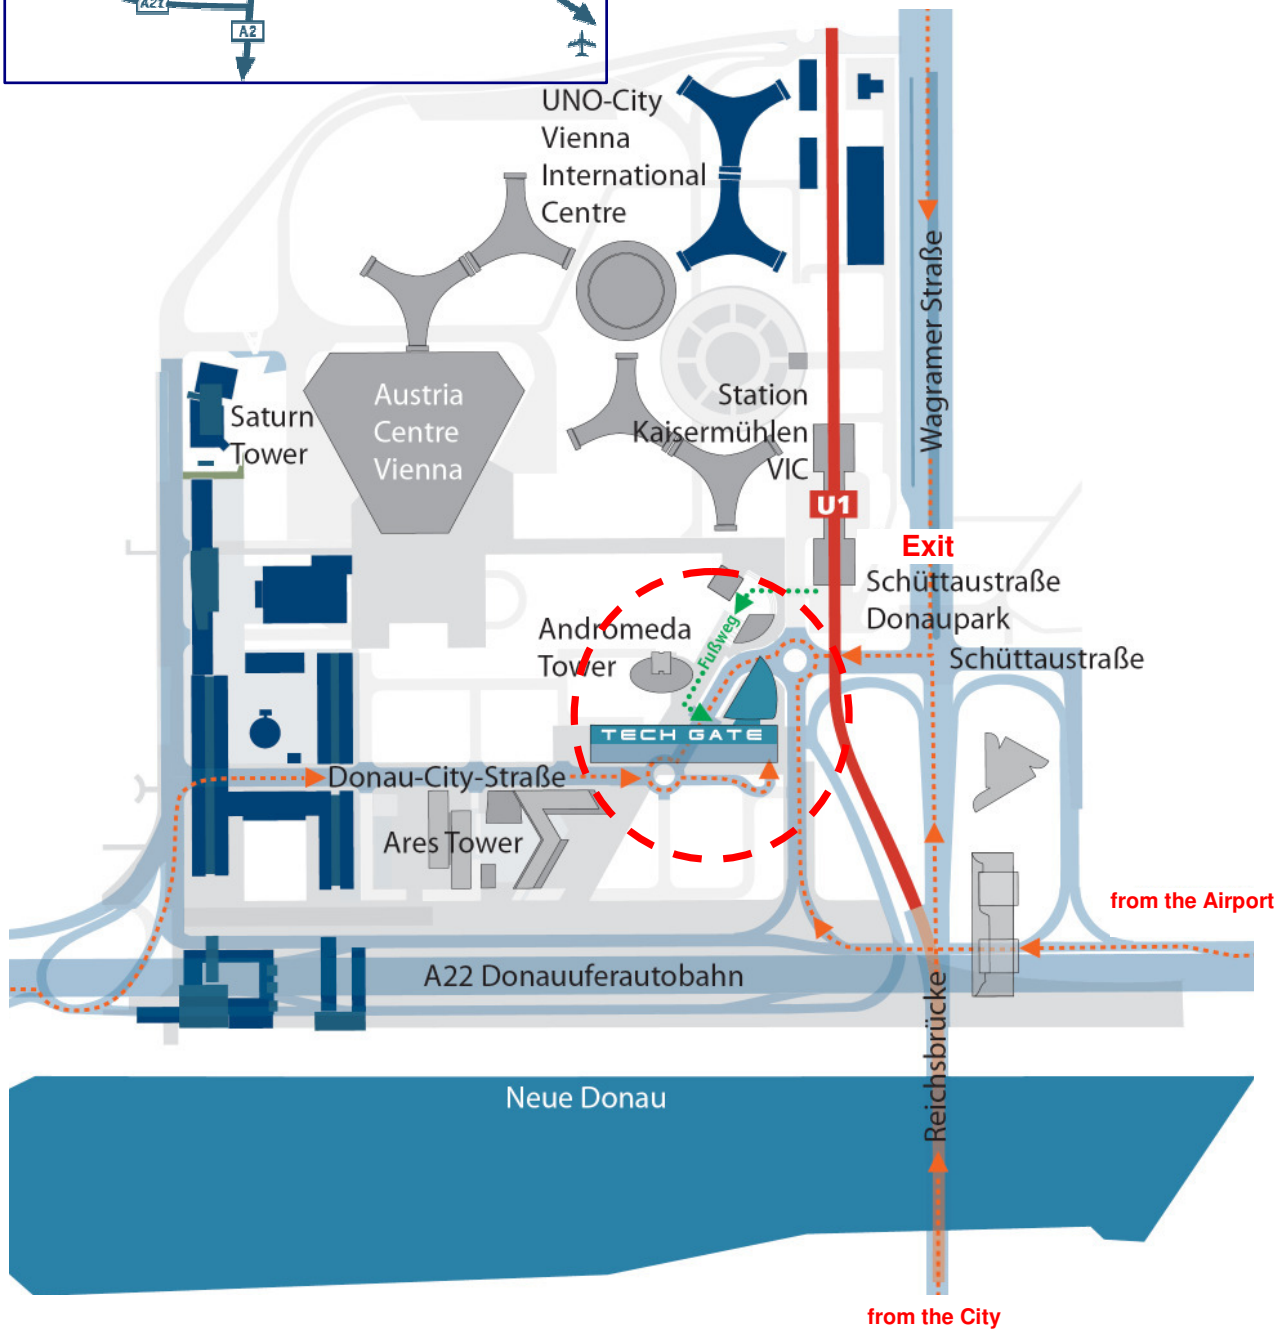 A21
A2
UNO-City
Vienna
International
Centre
Wagramer Straße
Austria
Centre
Vienna
Saturn
Tower
Station
Kaisermühlen
VIC
U1
Exit
Schüttaustraße
Donaupark
Schüttaustraße
Andromeda
Tower
Fußweg
TECH GATE
Donau-City-Straße
Ares Tower
from the Airport
A22 Donauuferautobahn
Reichsbrücke
Neue Donau
from the City